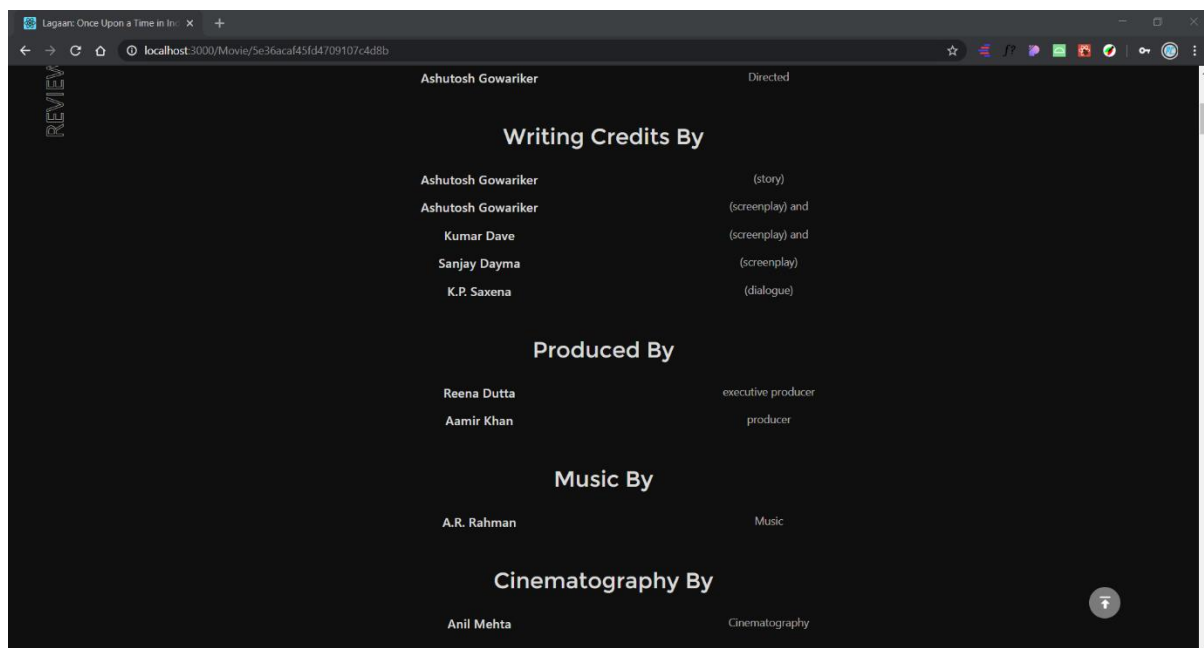 Lagaan: Once Upon a Time in Ind
localhost:3000/Movie/5e36acaf45fd4709107c4d8b
REVIEW
Ashutosh Gowariker Directed
Writing Credits By
Ashutosh Gowariker (story)
Ashutosh Gowariker (screenplay) and
Kumar Dave (screenplay) and
Sanjay Dayma (screenplay)
K.P. Saxena (dialogue)
Produced By
Reena Dutta executive producer
Aamir Khan producer
Music By
A.R. Rahman Music
Cinematography By
Anil Mehta Cinematography